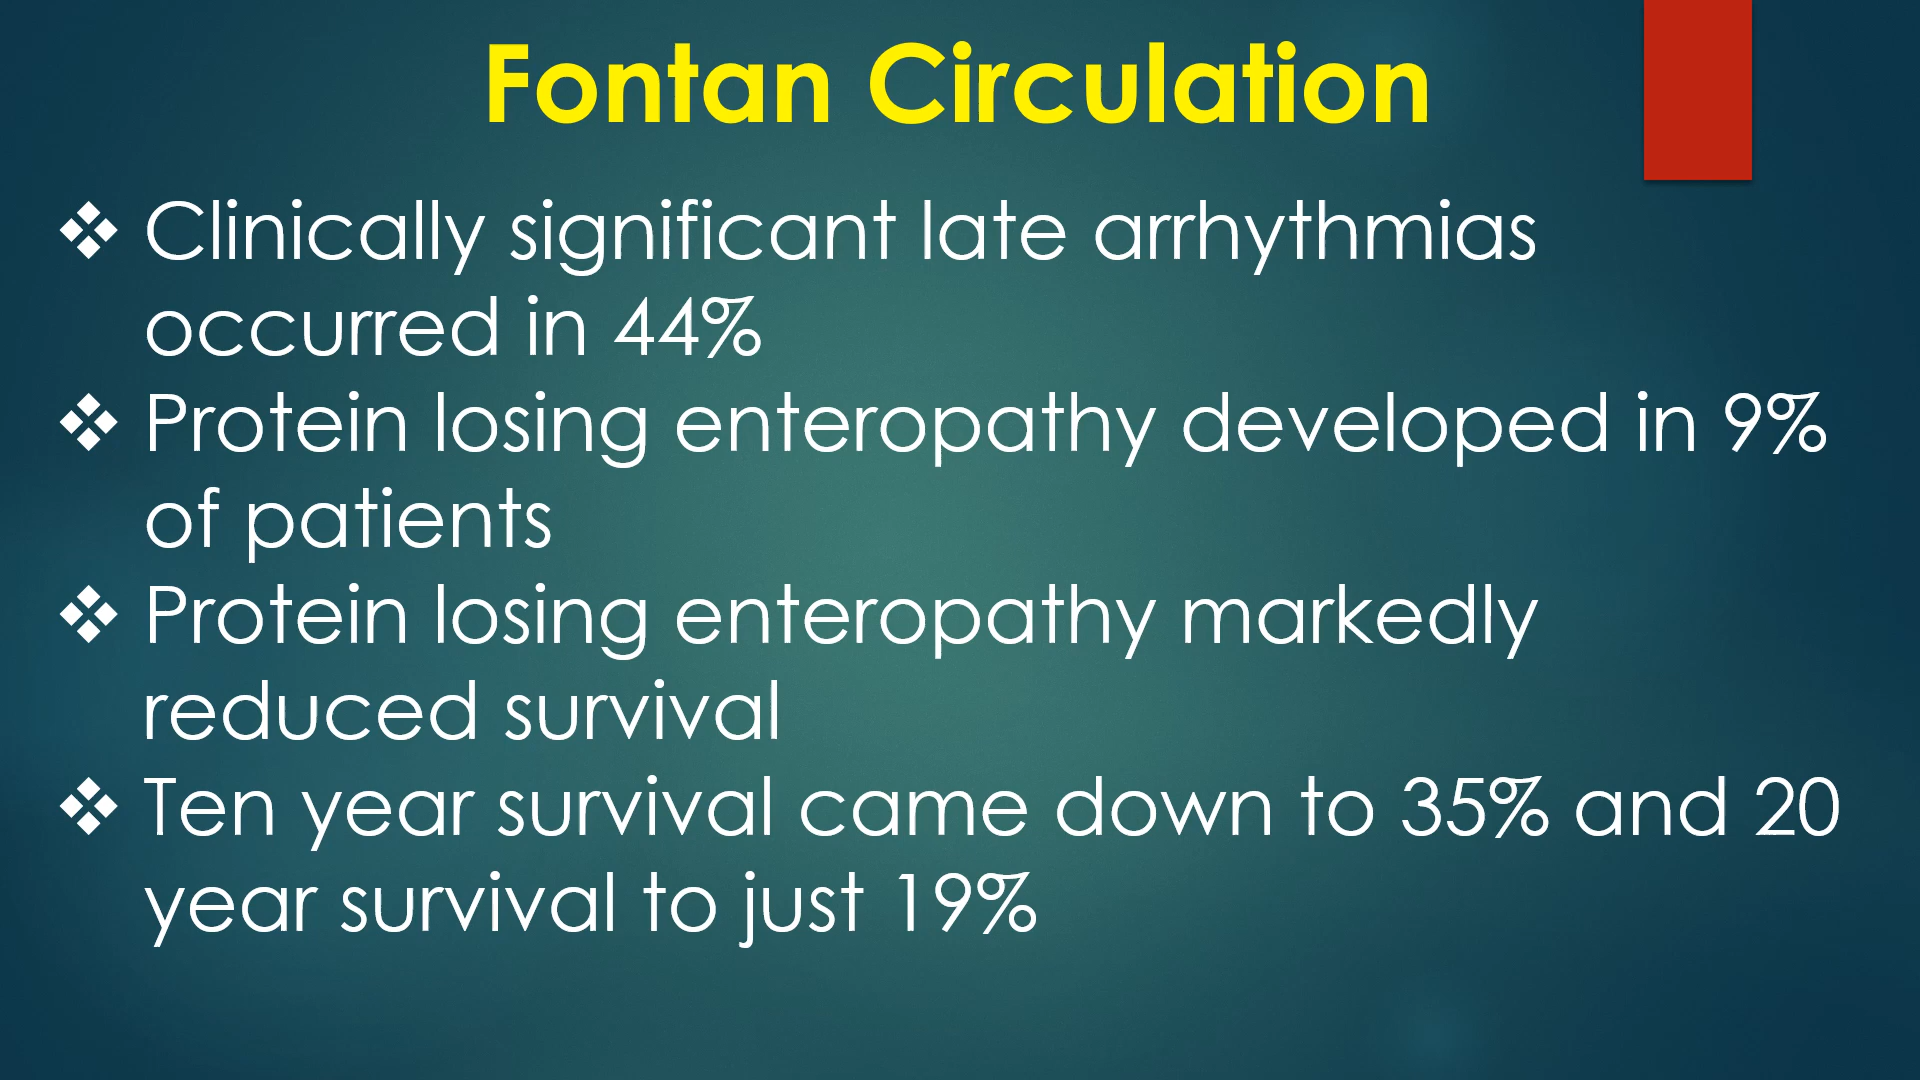 Fontan Circulation
❖ Clinically significant late arrhythmias
occurred in 44%
❖ Protein losing enteropathy developed in 9%
of patients
❖ Protein losing enteropathy markedly
reduced survival
❖ Ten year survival came down to 35% and 20
year survival to just 19%